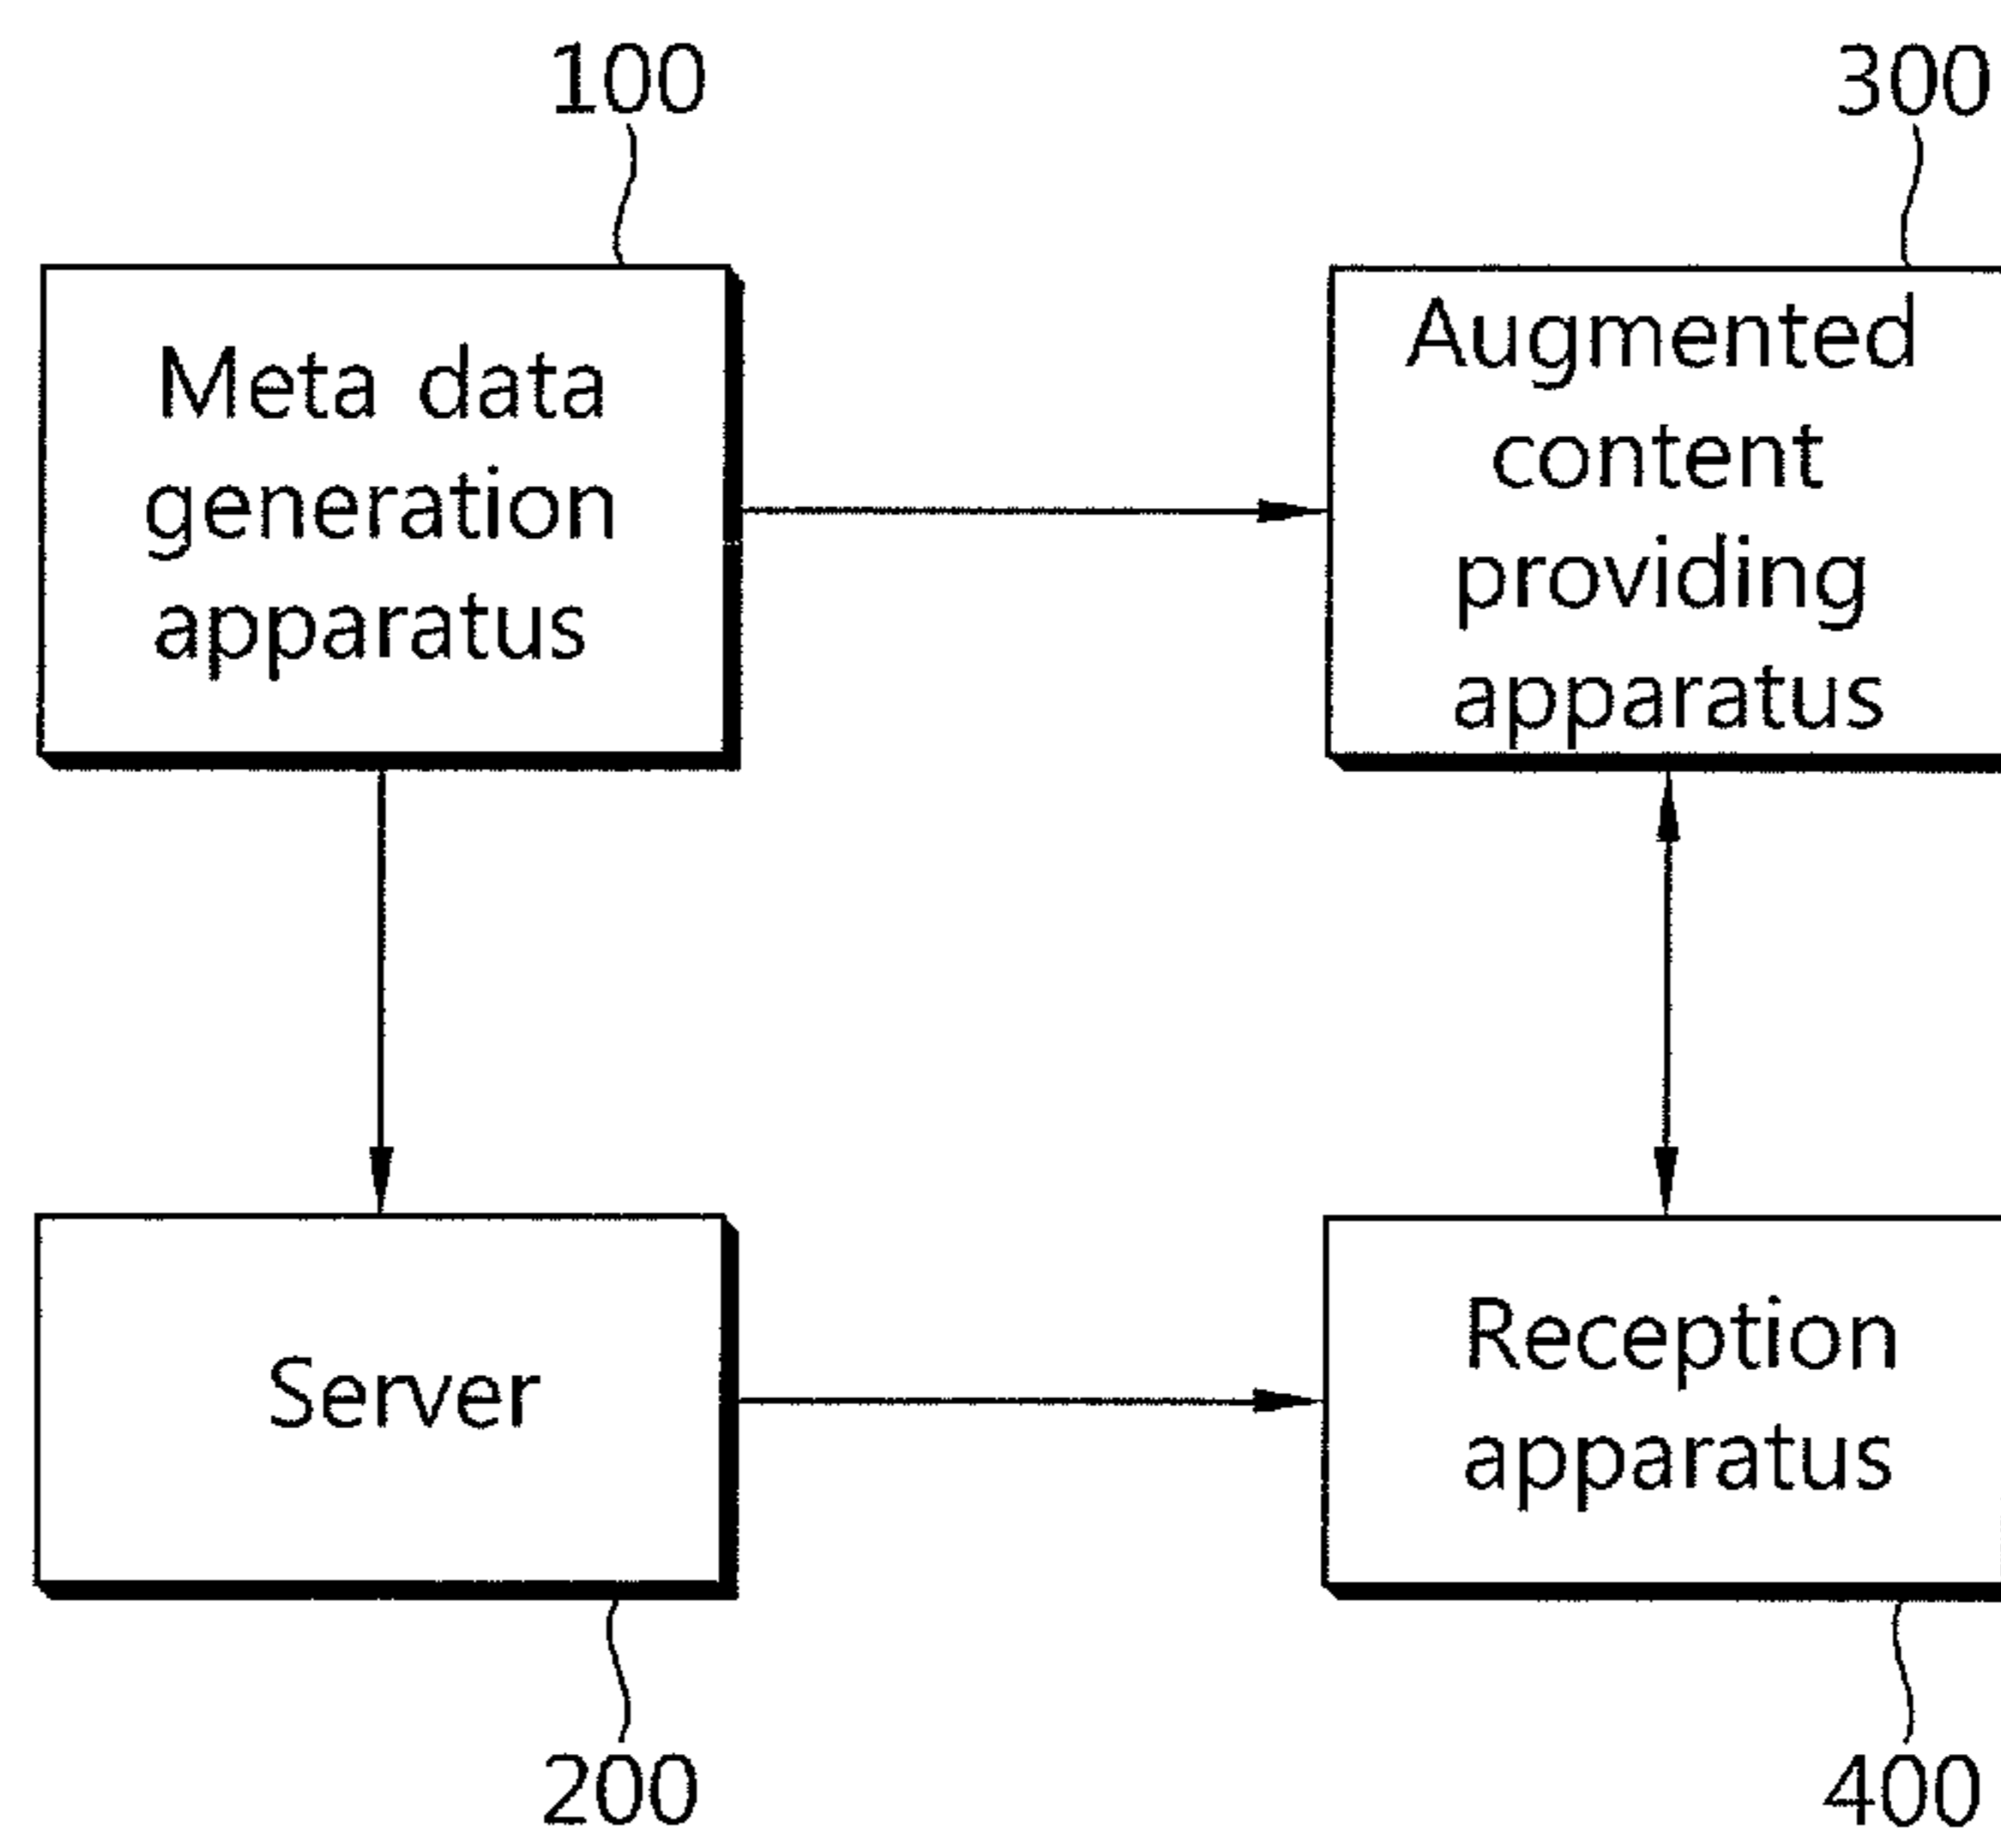 100
300
Meta data
generation
apparatus
Augmented
content
providing
apparatus
Server
Reception
apparatus
200
400